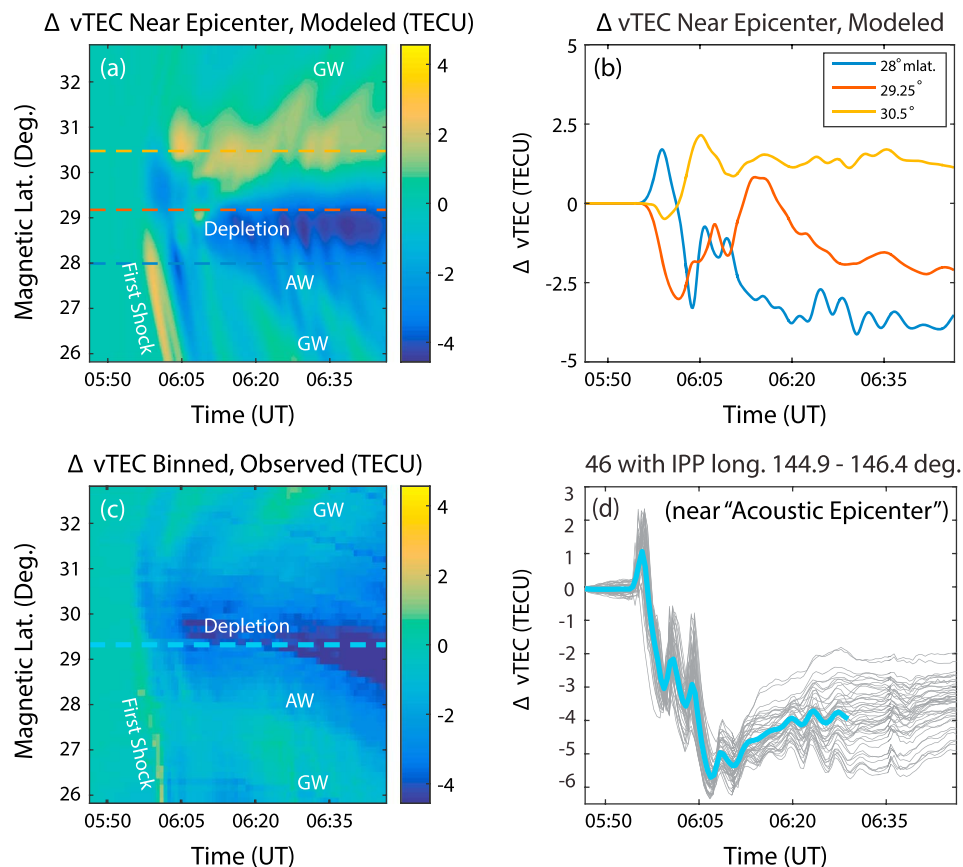 Δ vTEC Near Epicenter, Modeled (TECU)
(a)
GW
Depletion
First Shock
AW
GW
32
31
30
29
28
27
26
Magnetic Lat. (Deg.)
05:50 06:05 06:20 06:35
Time (UT)
4
2
0
-2
-4
Δ vTEC Near Epicenter, Modeled
(b)
28° mlat.
29.25°
30.5°
5
2.5
0
-2.5
-5
Δ vTEC (TECU)
05:50 06:05 06:20 06:35
Time (UT)
Δ vTEC Binned, Observed (TECU)
(c)
GW
Depletion
First Shock
AW
GW
32
31
30
29
28
27
26
Magnetic Lat. (Deg.)
05:50 06:05 06:20 06:35
Time (UT)
4
2
0
-2
-4
46 with IPP long. 144.9 - 146.4 deg.
(d)
(near “Acoustic Epicenter”)
3
2
1
0
-1
-2
-3
-4
-5
-6
Δ vTEC (TECU)
05:50 06:05 06:20 06:35
Time (UT)